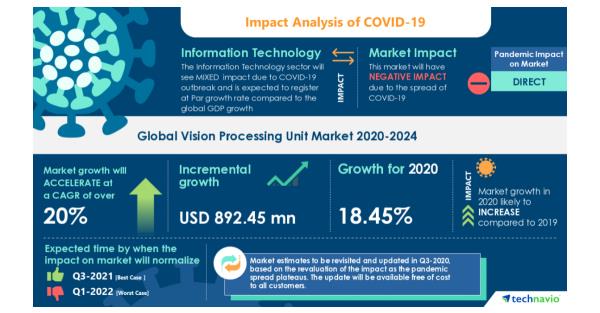 Impact Analysis of COVID-19
Information Technology
The Information Technology sector will
see MIXED impact due to COVID-19
outbreak and is expected to register
at Par growth rate compared to the
global GDP growth
IMPACT
Market Impact
This market will have
NEGATIVE IMPACT
due to the spread of
COVID-19
Pandemic Impact
on Market
DIRECT
Global Vision Processing Unit Market 2020-2024
Market growth will
ACCELERATE at
a CAGR of over
20%
Incremental
growth
USD 892.45 mn
Growth for 2020
18.45%
IMPACT
Market growth in
2020 likely to
INCREASE
compared to 2019
Expected time by when the
impact on market will normalize
Q3-2021 [Best Case ]
Q1-2022 [Worst Case]
Market estimates to be revisited and updated in Q3-2020,
based on the revaluation of the impact as the pandemic
spread plateaus. The update will be available free of cost
to all customers.
technavio